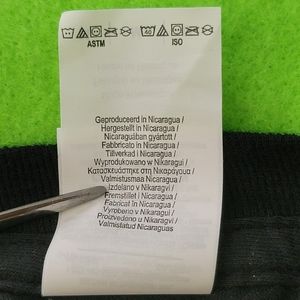 ASTM ISO
Geproduceerd in Nicaragua /
Hergestellt in Nicaragua /
Nicaraguában gyártott /
Fabbricato in Nicaragua /
Tillverkad i Nicaragua /
Wyprodukowano w Nikaragui /
Κατασκευάστηκε στη Νικαράγουα /
Valmistusmaa Nicaragua /
Izdelano v Nikaragvi /
Fremstillet i Nicaragua /
Fabricat în Nicaragua /
Vyrobeno v Nikaragui /
Proizvedeno u Nikaragvi /
Valmistatud Nicaraguas